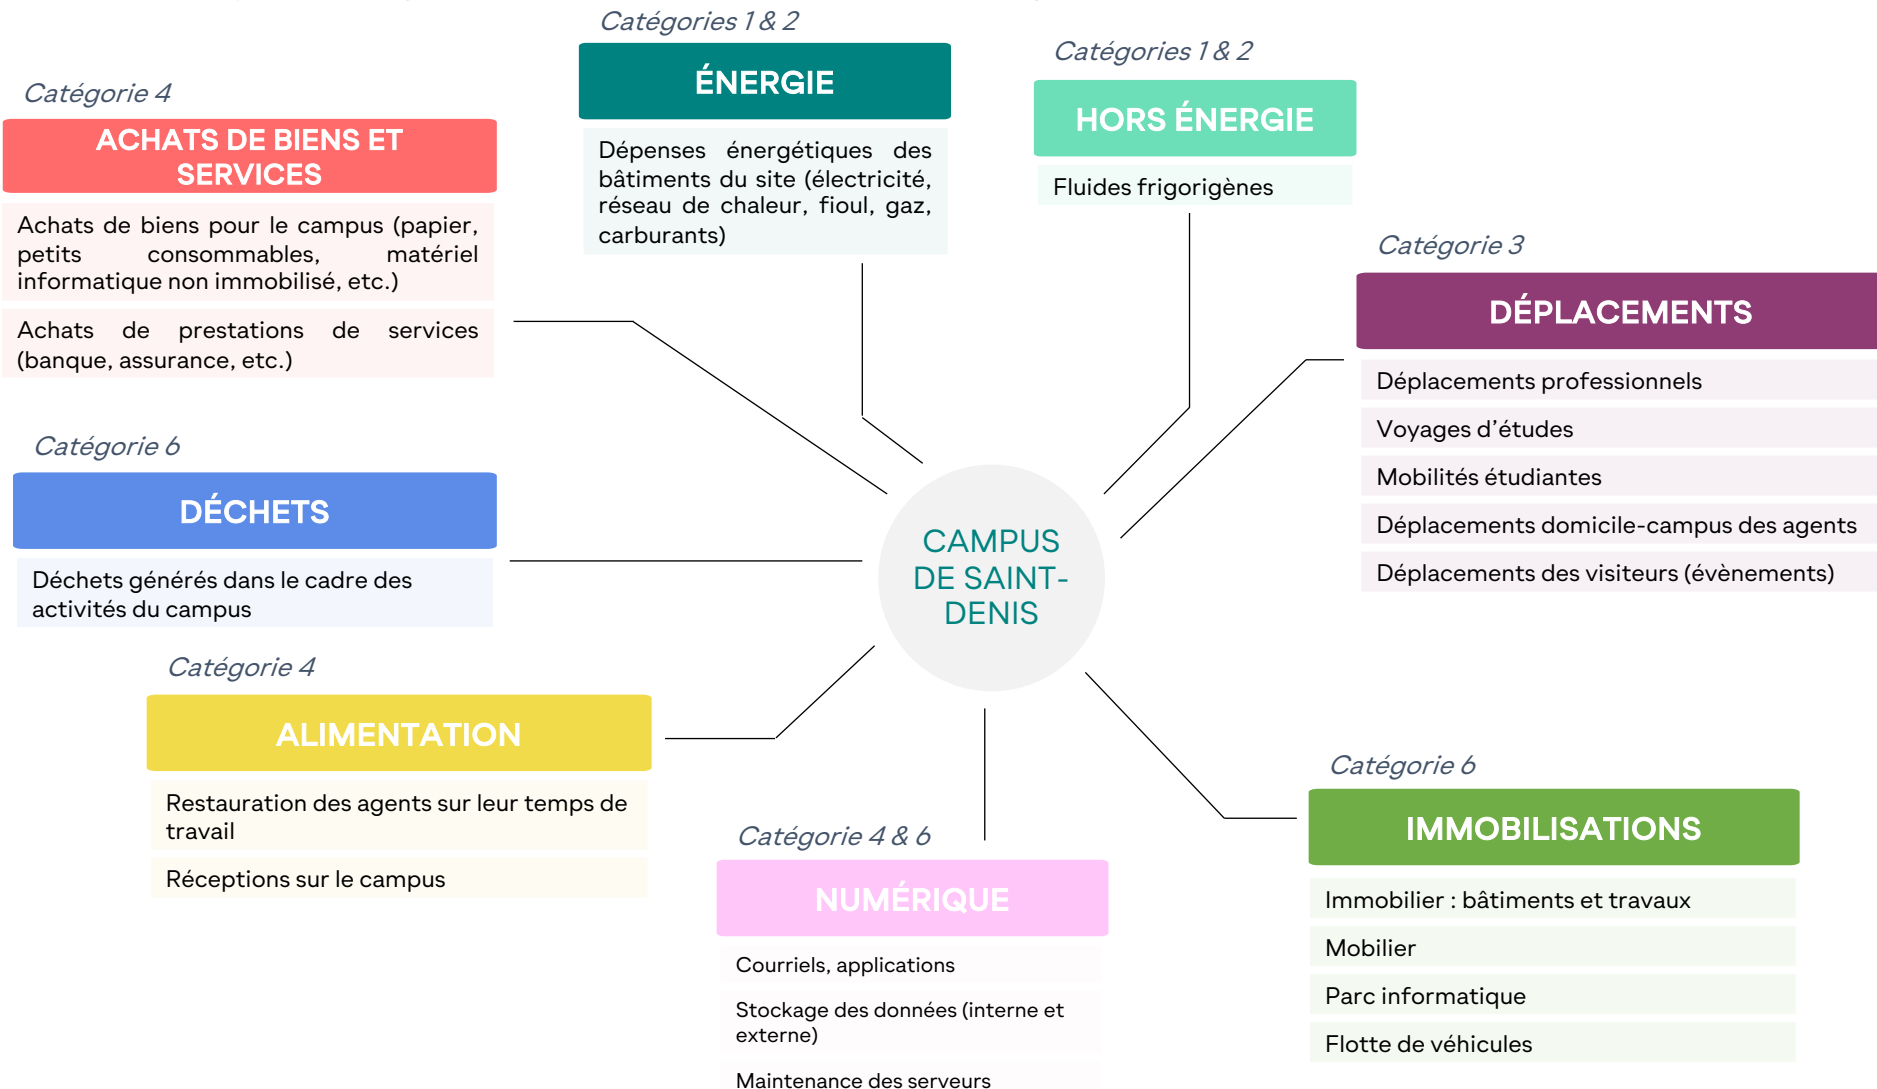 Catégories 1 & 2
ÉNERGIE
Dépenses énergétiques des
bâtiments du site (électricité,
réseau de chaleur, fioul, gaz,
carburants)
Catégories 1 & 2
HORS ÉNERGIE
Fluides frigorigènes
Catégorie 4
ACHATS DE BIENS ET
SERVICES
Achats de biens pour le campus (papier,
petits consommables, matériel
informatique non immobilisé, etc.)
Achats de prestations de services
(banque, assurance, etc.)
Catégorie 3
DÉPLACEMENTS
Déplacements professionnels
Voyages d’études
Mobilités étudiantes
Déplacements domicile-campus des agents
Déplacements des visiteurs (évènements)
Catégorie 6
DÉCHETS
Déchets générés dans le cadre des
activités du campus
CAMPUS
DE SAINT-
DENIS
Catégorie 4
ALIMENTATION
Restauration des agents sur leur temps de
travail
Réceptions sur le campus
Catégorie 4 & 6
NUMÉRIQUE
Courriels, applications
Stockage des données (interne et
externe)
Maintenance des serveurs
Catégorie 6
IMMOBILISATIONS
Immobilier : bâtiments et travaux
Mobilier
Parc informatique
Flotte de véhicules